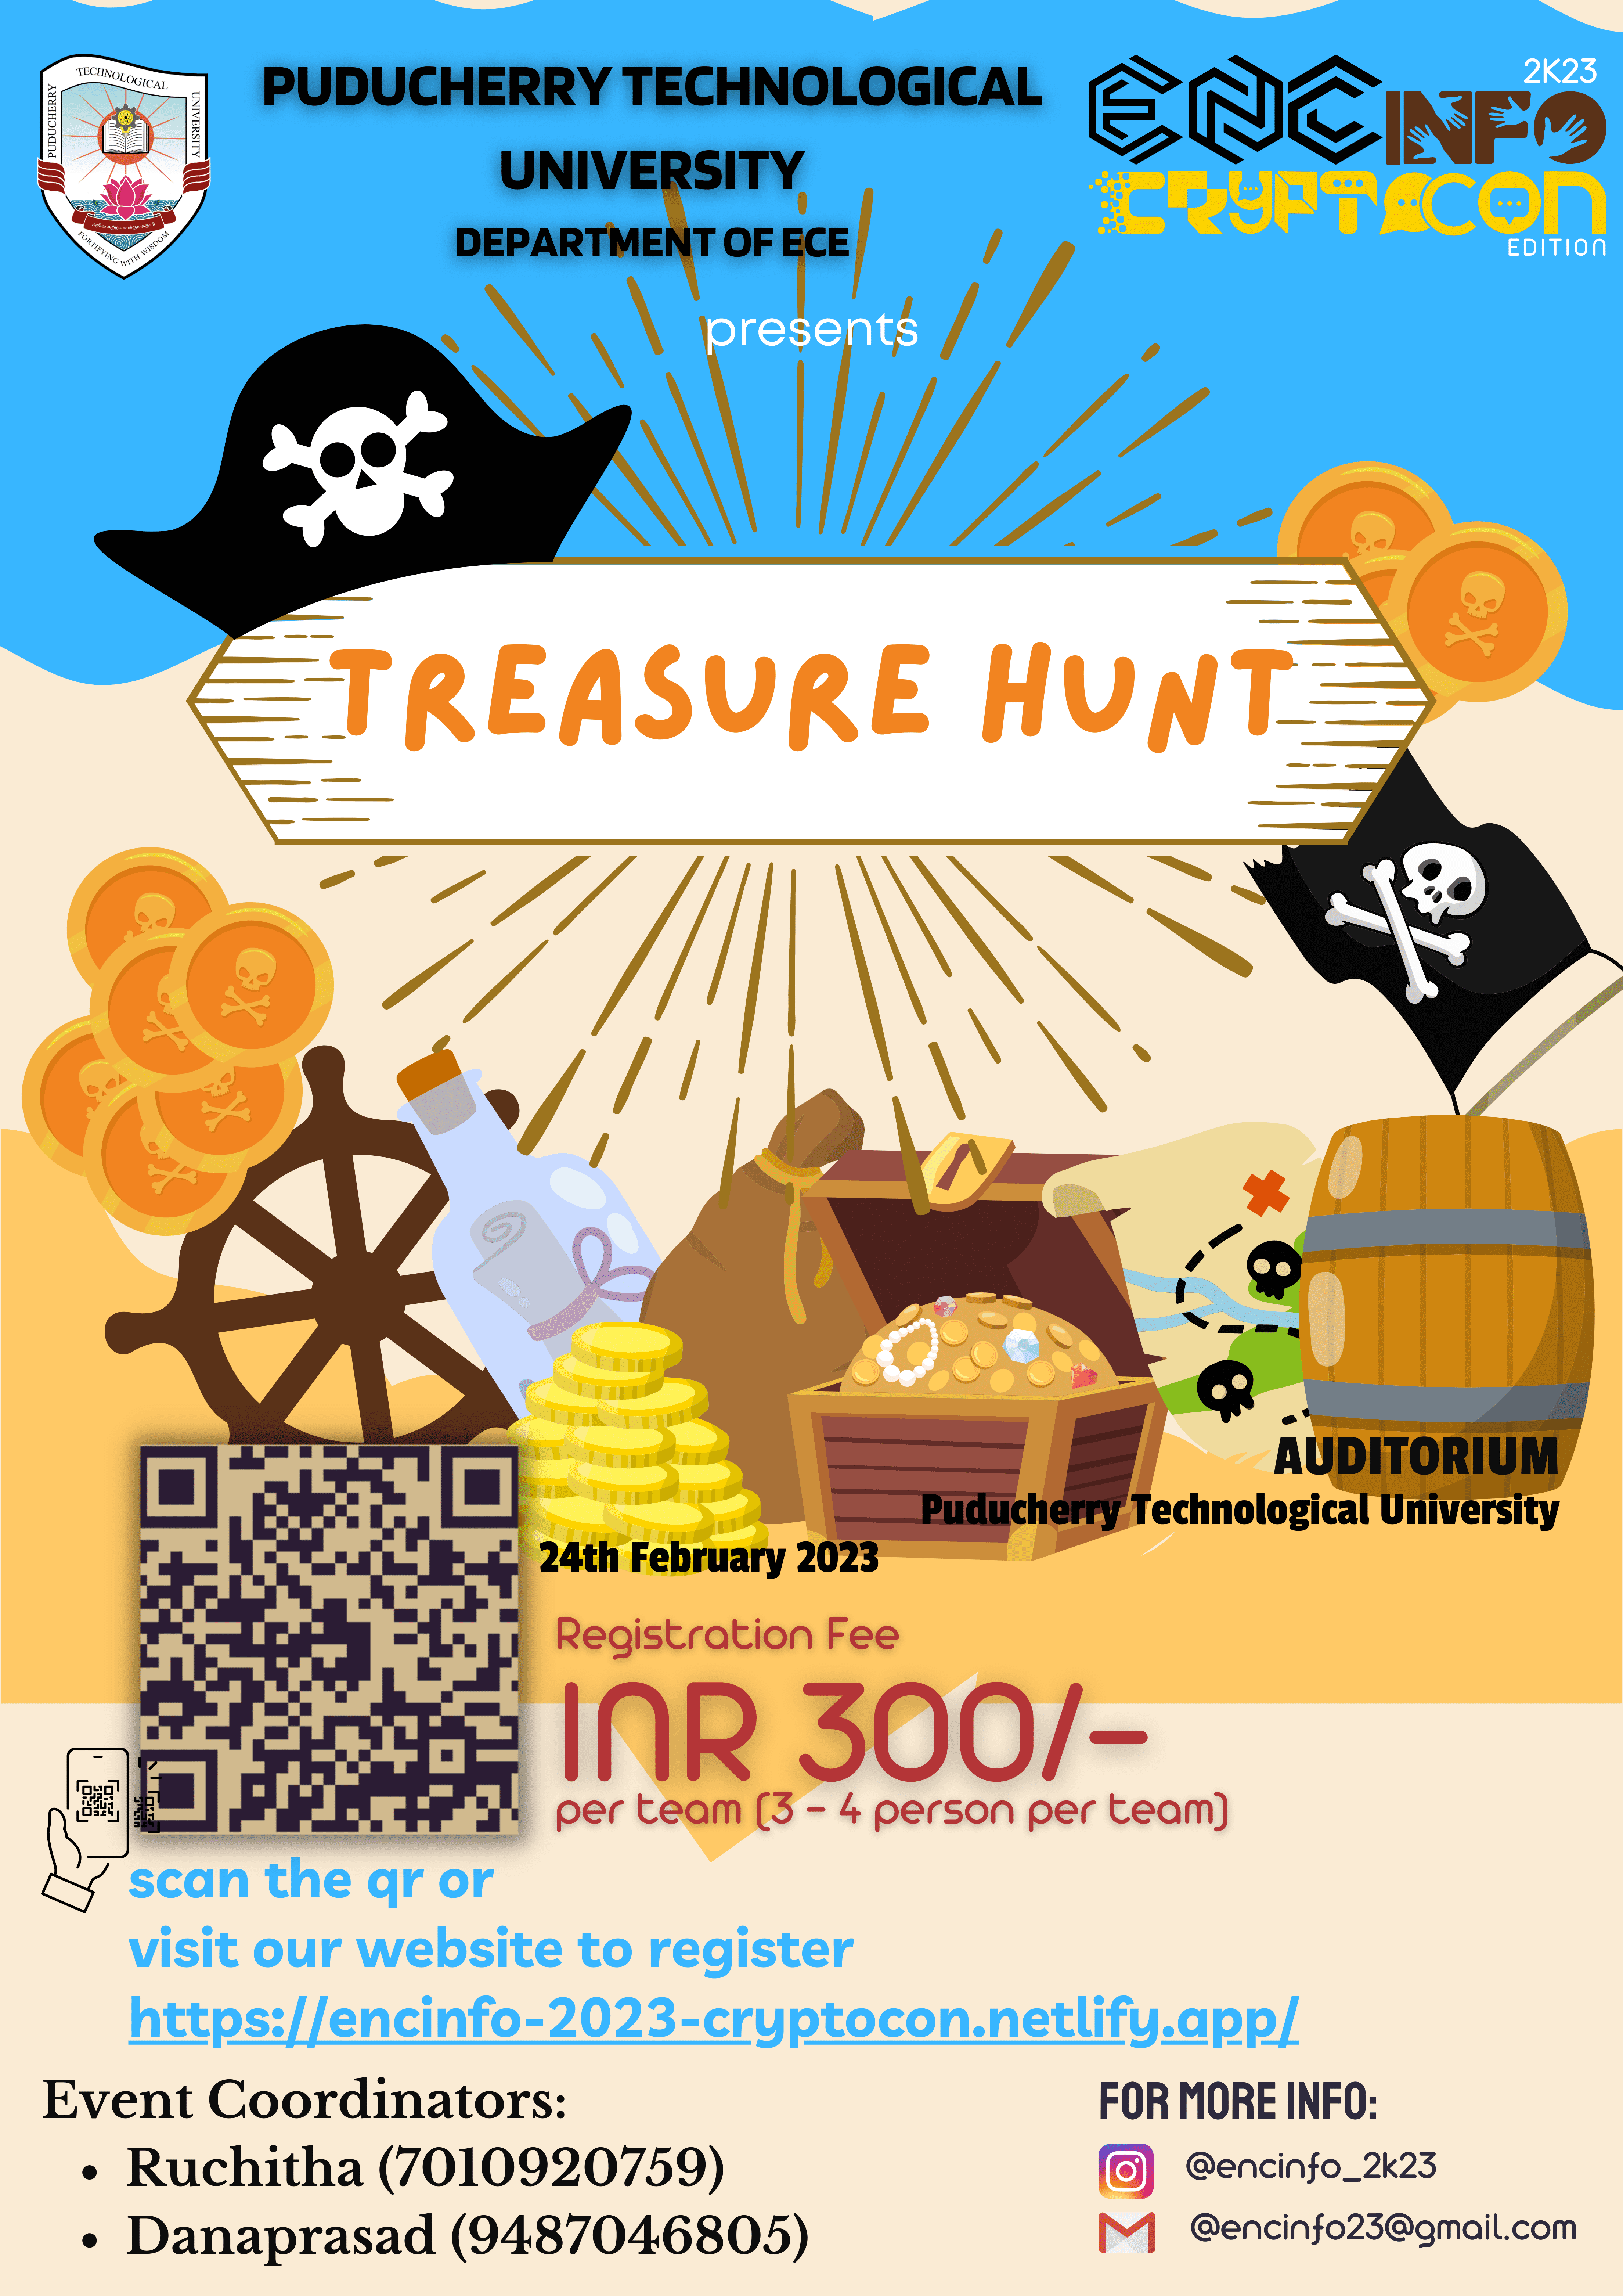 PUDUCHERRY
TECHNOLOGICAL
UNIVERSITY
FORTIFYING WITH WISDOM
PUDUCHERRY TECHNOLOGICAL
UNIVERSITY
DEPARTMENT OF ECE
2K23
ENC INFO
CRYPTOCON
EDITION
presents
TREASURE HUNT
AUDITORIUM
Puducherry Technological University
24th February 2023
Registration Fee
INR 300/-
per team (3 - 4 person per team)
scan the qr or
visit our website to register
https://encinfo-2023-cryptocon.netlify.app/
Event Coordinators:
• Ruchitha (7010920759)
• Danaprasad (9487046805)
FOR MORE INFO:
@encinfo_2k23
@encinfo23@gmail.com